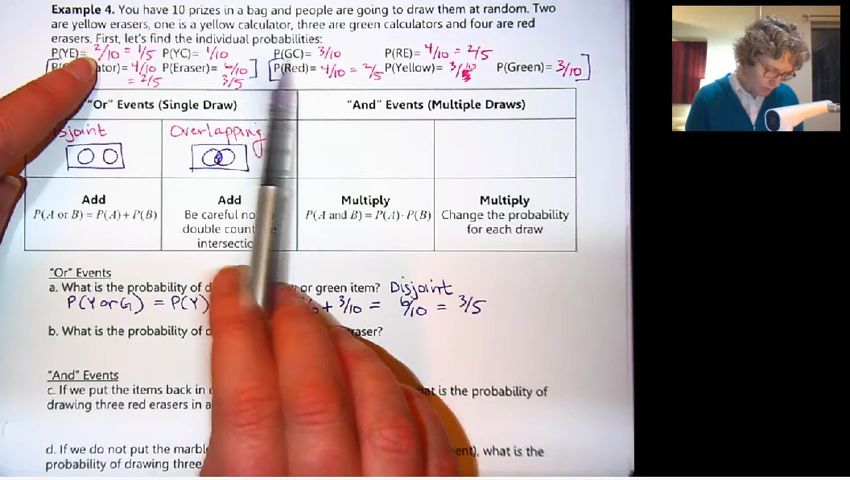 Example 4. You have 10 prizes in a bag and people are going to draw them at random. Two
are yellow erasers, one is a yellow calculator, three are green calculators and four are red
erasers. First, let's find the individual probabilities:
P(YE)= 2/10 = 1/5 P(YC)= 1/10 P(GC)= 3/10 P(RE)= 4/10 = 2/5
ator)= 4/10 = 2/5 P(Eraser)= 6/10 3/5 P(Red)= 4/10 = 2/5 P(Yellow)= 3/10 P(Green)= 3/10
"Or" Events (Single Draw) "And" Events (Multiple Draws)
sjoint Overlapping
Add Add Multiply Multiply
P(A or B) = P(A)+ P(B) Be careful no double count intersectio P(A and B) = P(A)· P(B) Change the probability for each draw
"Or" Events
a. What is the probability of d or green item? Disjoint
P(Y or G) = P(Y) + 3/10 = 6/10 = 3/5
b. What is the probability of eraser?
"And" Events
c. If we put the items back in what is the probability of
drawing three red erasers in a
d. If we do not put the marbl ent), what is the
probability of drawing three